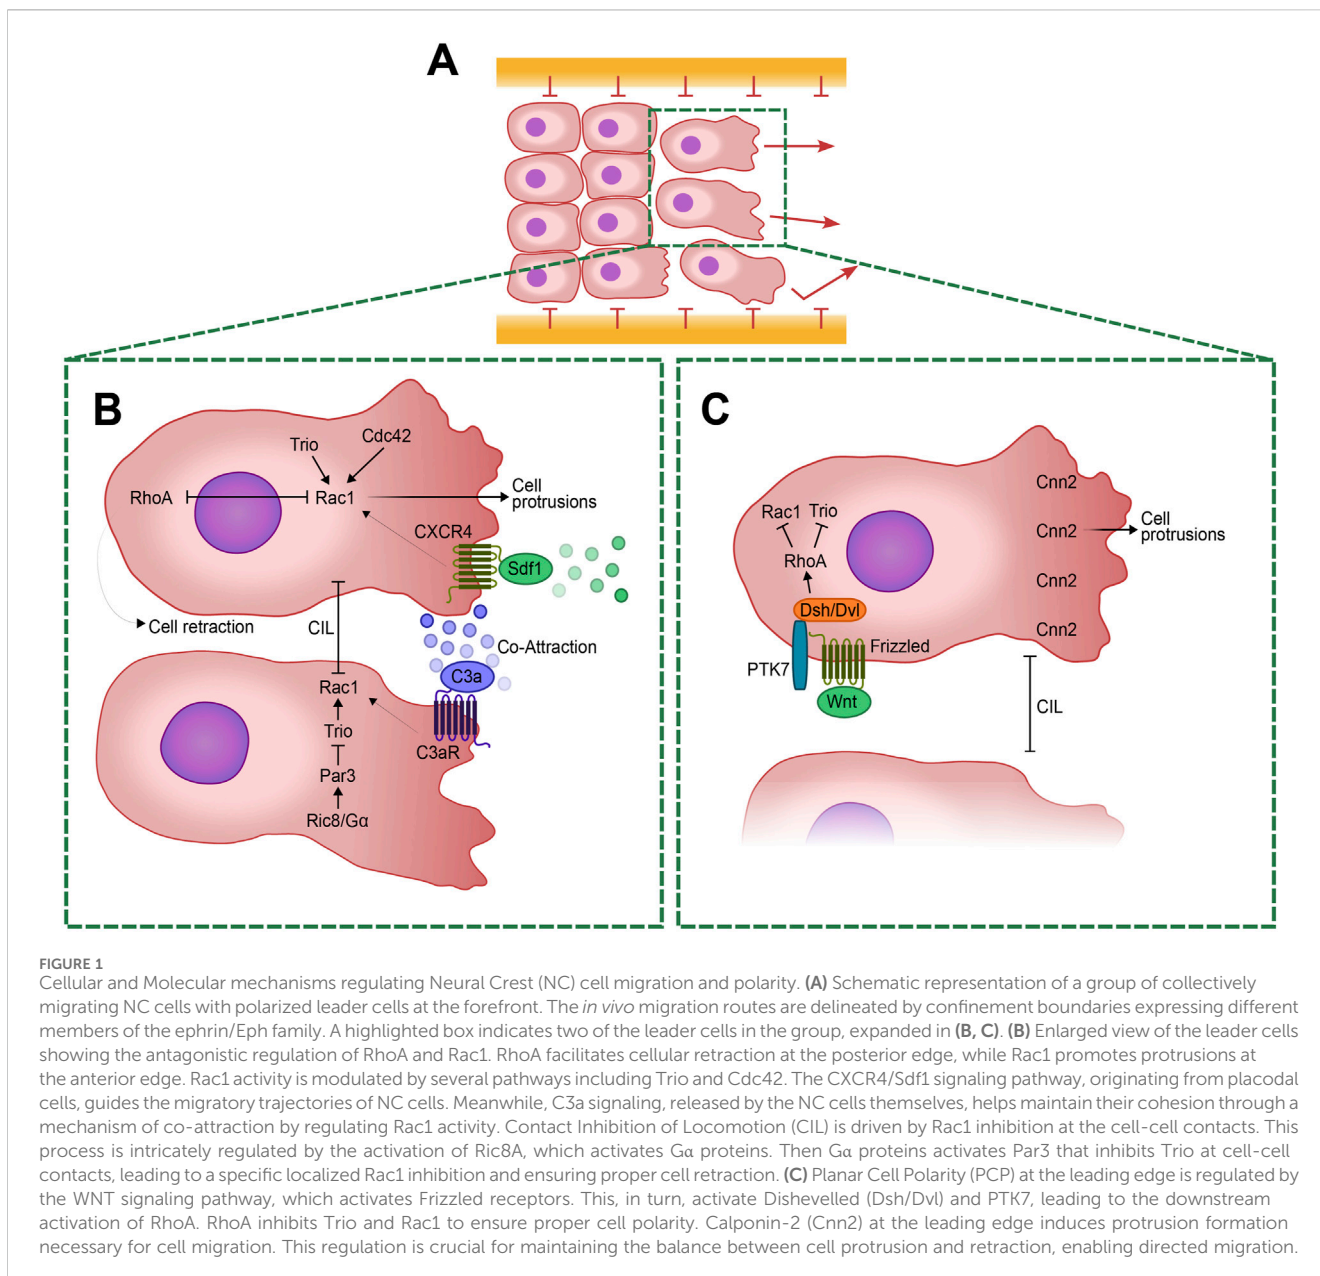 A
B
Trio
Cdc42
RhoA
Rac1
Cell
protrusions
CXCR4
Sdf1
Cell retraction
CIL
Co-Attraction
C3a
Rac1
Trio
C3aR
Par3
Ric8/Gα
C
Cnn2
Rac1
Trio
Cnn2
Cell
protrusions
RhoA
Cnn2
Dsh/Dvl
Cnn2
Frizzled
PTK7
Wnt
CIL
FIGURE 1
Cellular and Molecular mechanisms regulating Neural Crest (NC) cell migration and polarity. (A) Schematic representation of a group of collectively
migrating NC cells with polarized leader cells at the forefront. The in vivo migration routes are delineated by confinement boundaries expressing different
members of the ephrin/Eph family. A highlighted box indicates two of the leader cells in the group, expanded in (B, C). (B) Enlarged view of the leader cells
showing the antagonistic regulation of RhoA and Rac1. RhoA facilitates cellular retraction at the posterior edge, while Rac1 promotes protrusions at
the anterior edge. Rac1 activity is modulated by several pathways including Trio and Cdc42. The CXCR4/Sdf1 signaling pathway, originating from placodal
cells, guides the migratory trajectories of NC cells. Meanwhile, C3a signaling, released by the NC cells themselves, helps maintain their cohesion through a
mechanism of co-attraction by regulating Rac1 activity. Contact Inhibition of Locomotion (CIL) is driven by Rac1 inhibition at the cell-cell contacts. This
process is intricately regulated by the activation of Ric8A, which activates Gα proteins. Then Gα proteins activates Par3 that inhibits Trio at cell-cell
contacts, leading to a specific localized Rac1 inhibition and ensuring proper cell retraction. (C) Planar Cell Polarity (PCP) at the leading edge is regulated by
the WNT signaling pathway, which activates Frizzled receptors. This, in turn, activate Dishevelled (Dsh/Dvl) and PTK7, leading to the downstream
activation of RhoA. RhoA inhibits Trio and Rac1 to ensure proper cell polarity. Calponin-2 (Cnn2) at the leading edge induces protrusion formation
necessary for cell migration. This regulation is crucial for maintaining the balance between cell protrusion and retraction, enabling directed migration.